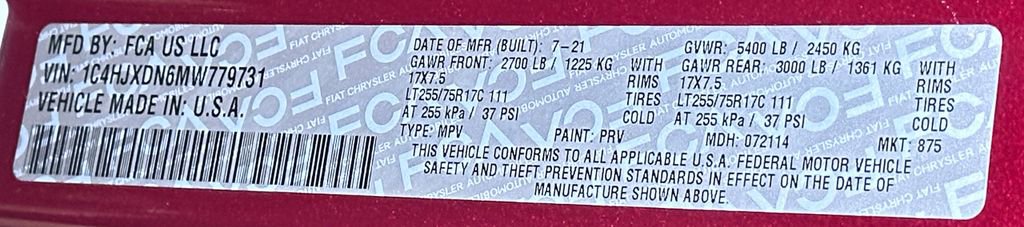 MFD BY: FCA US LLC
VIN: 1C4HJXDN6MW779731
VEHICLE MADE IN: U.S.A.
DATE OF MFR (BUILT): 7-21 GVWR: 5400 LB / 2450 KG
GAWR FRONT: 2700 LB / 1225 KG WITH GAWR REAR: 3000 LB / 1361 KG WITH
17X7.5 RIMS 17X7.5 RIMS
LT255/75R17C 111 TIRES LT255/75R17C 111 TIRES
AT 255 kPa / 37 PSI COLD AT 255 kPa / 37 PSI COLD
TYPE: MPV PAINT: PRV MDH: 072114 MKT: 875
THIS VEHICLE CONFORMS TO ALL APPLICABLE U.S.A. FEDERAL MOTOR VEHICLE
SAFETY AND THEFT PREVENTION STANDARDS IN EFFECT ON THE DATE OF
MANUFACTURE SHOWN ABOVE.